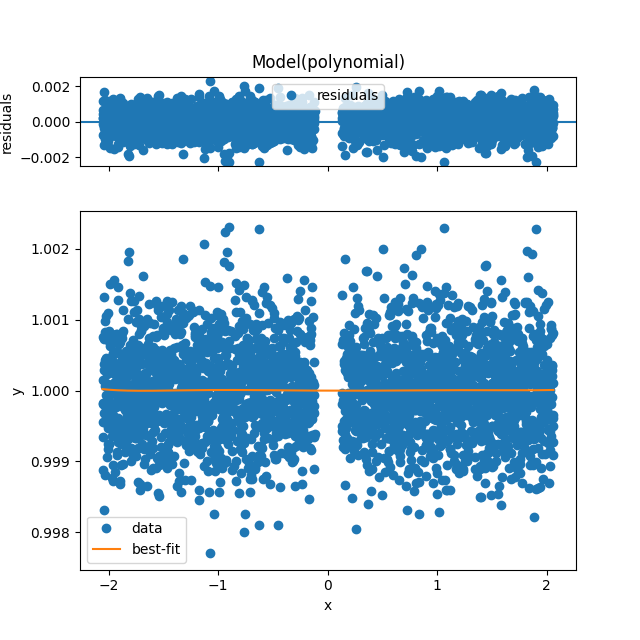 Model(polynomial)
residuals
0.002
0.000
−0.002
residuals
y
1.002
1.001
1.000
0.999
0.998
data
best-fit
−2
−1
0
1
2
x